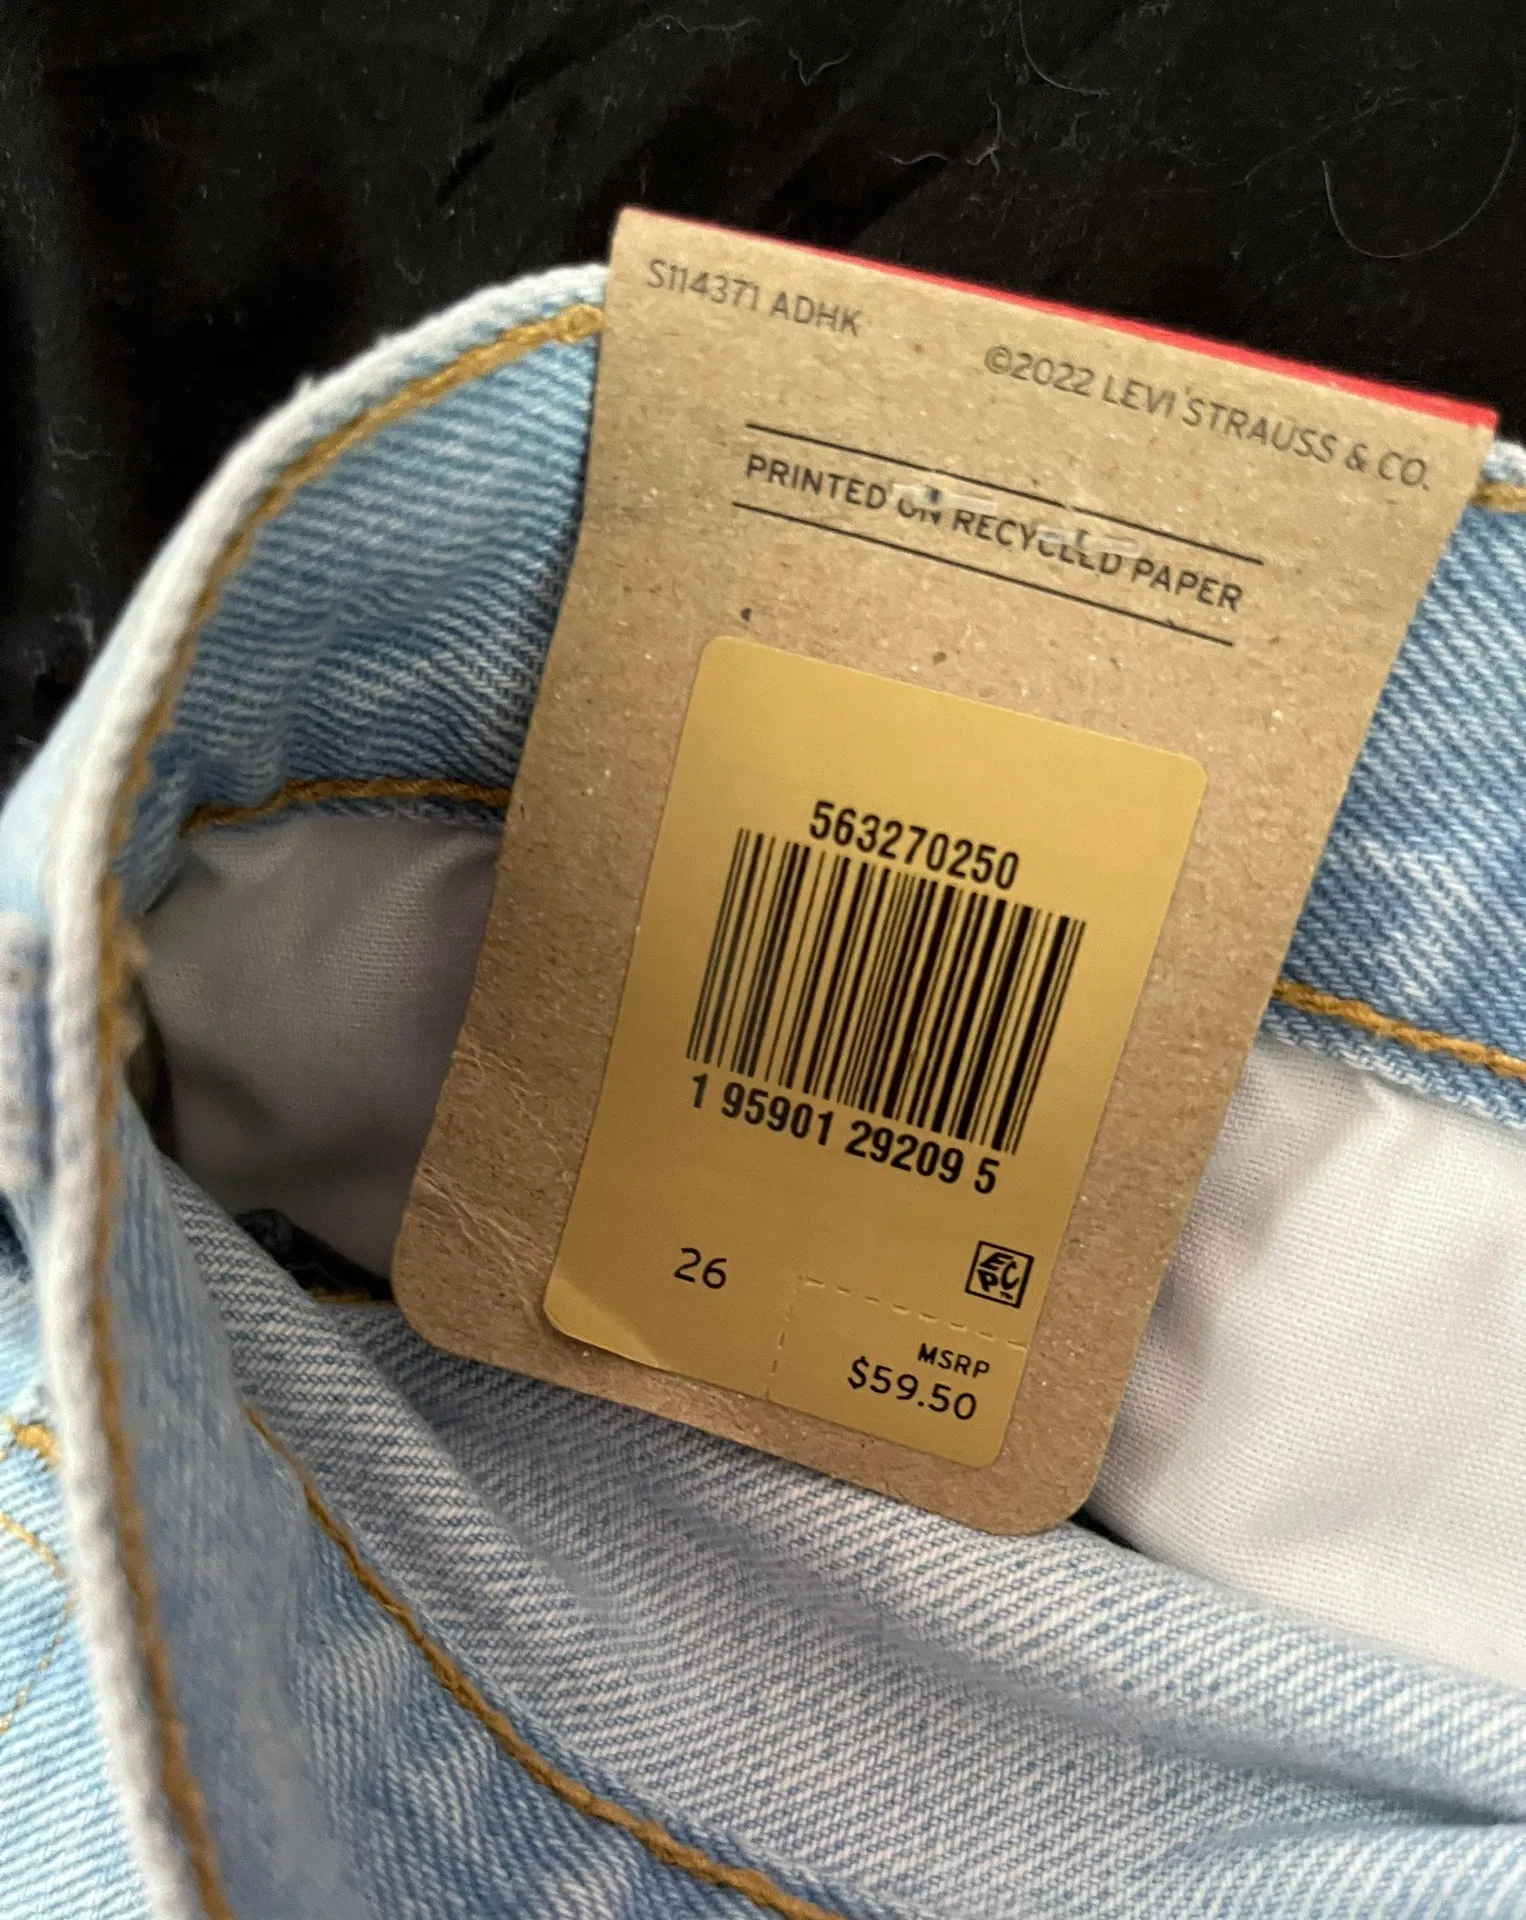 S114371 ADHK
©2022 LEVI STRAUSS & CO.
PRINTED ON RECYCLED PAPER
563270250
1 95901 29209 5
26
EPC
MSRP
$59.50